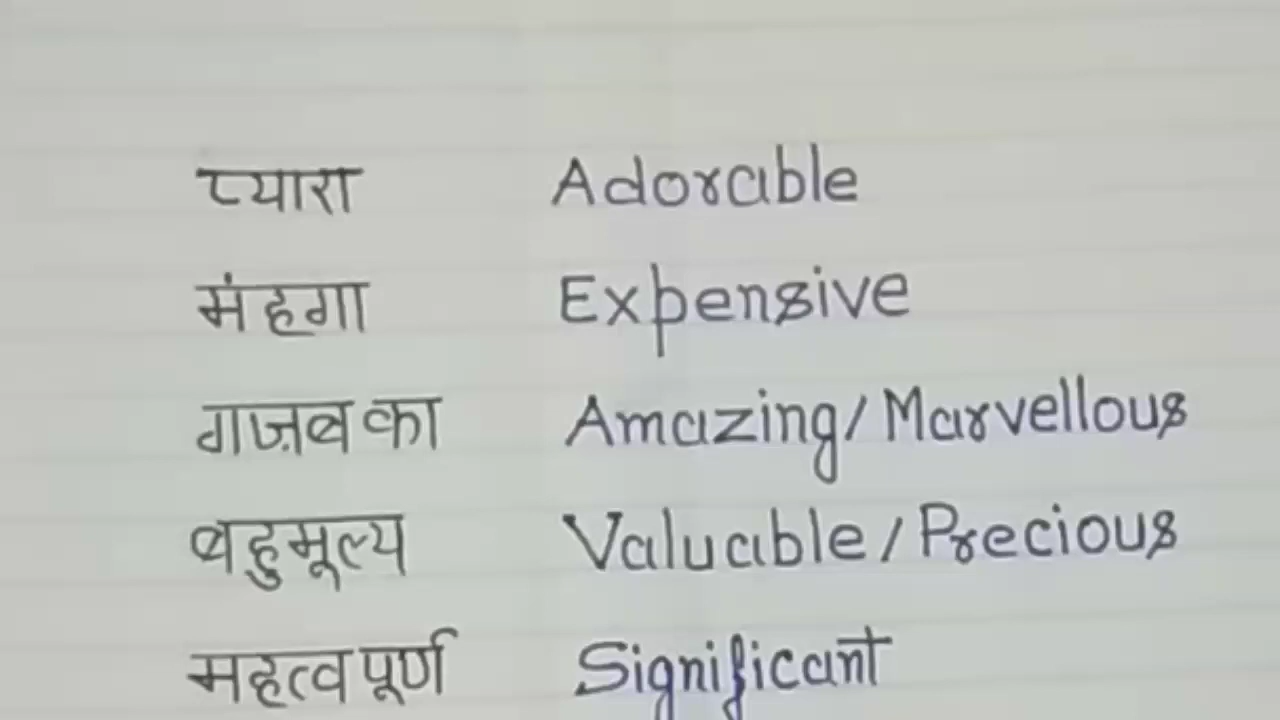 प्यारा Adorable
मंहगा Expensive
गज़ब का Amazing/Marvellous
बहुमूल्य Valuable/Precious
महत्वपूर्ण Significant